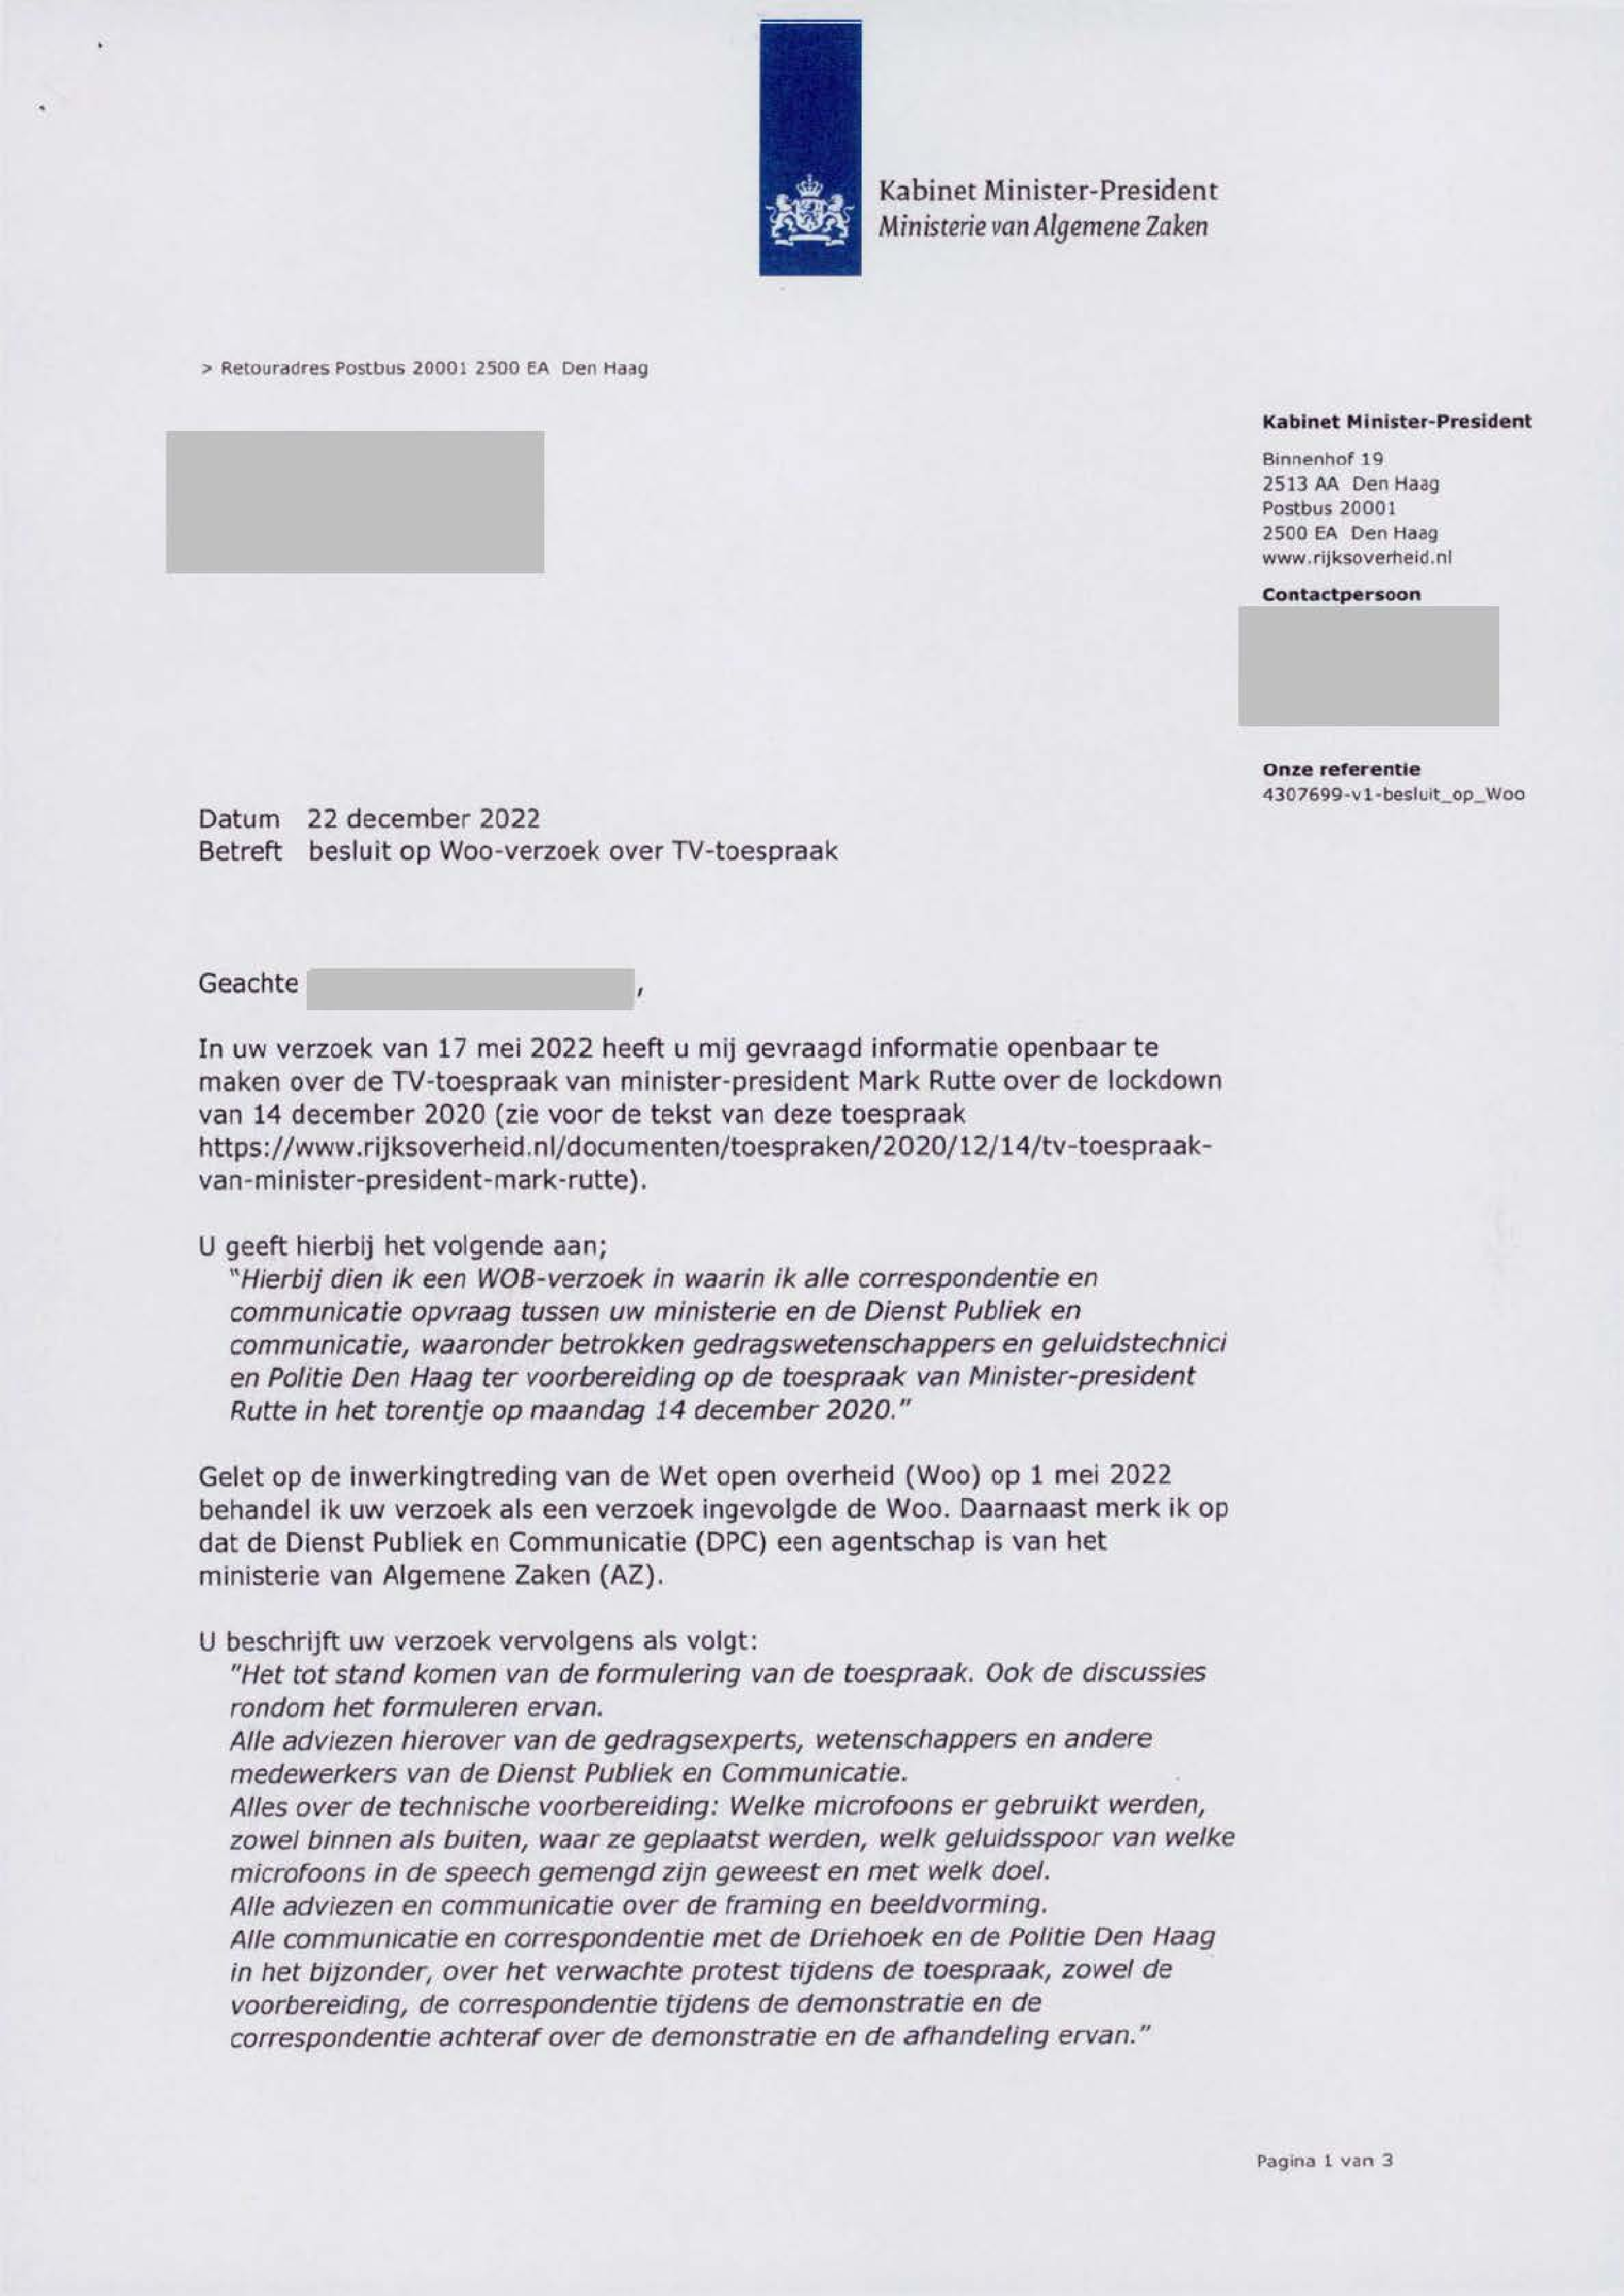 Kabinet Minister-President
Ministerie van Algemene Zaken
> Retouradres Postbus 20001 2500 EA Den Haag
Kabinet Minister-President
Binnenhof 19
2513 AA Den Haag
Postbus 20001
2500 EA Den Haag
www.rijksoverheid.nl
Contactpersoon
Onze referentie
4307699-v1-besluit_op_Woo
Datum 22 december 2022
Betreft besluit op Woo-verzoek over TV-toespraak
Geachte ,
In uw verzoek van 17 mei 2022 heeft u mij gevraagd informatie openbaar te
maken over de TV-toespraak van minister-president Mark Rutte over de lockdown
van 14 december 2020 (zie voor de tekst van deze toespraak
https://www.rijksoverheid.nl/documenten/toespraken/2020/12/14/tv-toespraak-
van-minister-president-mark-rutte).
U geeft hierbij het volgende aan;
"Hierbij dien ik een WOB-verzoek in waarin ik alle correspondentie en
communicatie opvraag tussen uw ministerie en de Dienst Publiek en
communicatie, waaronder betrokken gedragswetenschappers en geluidstechnici
en Politie Den Haag ter voorbereiding op de toespraak van Minister-president
Rutte in het torentje op maandag 14 december 2020."
Gelet op de inwerkingtreding van de Wet open overheid (Woo) op 1 mei 2022
behandel ik uw verzoek als een verzoek ingevolgde de Woo. Daarnaast merk ik op
dat de Dienst Publiek en Communicatie (DPC) een agentschap is van het
ministerie van Algemene Zaken (AZ).
U beschrijft uw verzoek vervolgens als volgt:
"Het tot stand komen van de formulering van de toespraak. Ook de discussies
rondom het formuleren ervan.
Alle adviezen hierover van de gedragsexperts, wetenschappers en andere
medewerkers van de Dienst Publiek en Communicatie.
Alles over de technische voorbereiding: Welke microfoons er gebruikt werden,
zowel binnen als buiten, waar ze geplaatst werden, welk geluidsspoor van welke
microfoons in de speech gemengd zijn geweest en met welk doel.
Alle adviezen en communicatie over de framing en beeldvorming.
Alle communicatie en correspondentie met de Driehoek en de Politie Den Haag
in het bijzonder, over het verwachte protest tijdens de toespraak, zowel de
voorbereiding, de correspondentie tijdens de demonstratie en de
correspondentie achteraf over de demonstratie en de afhandeling ervan."
Pagina 1 van 3